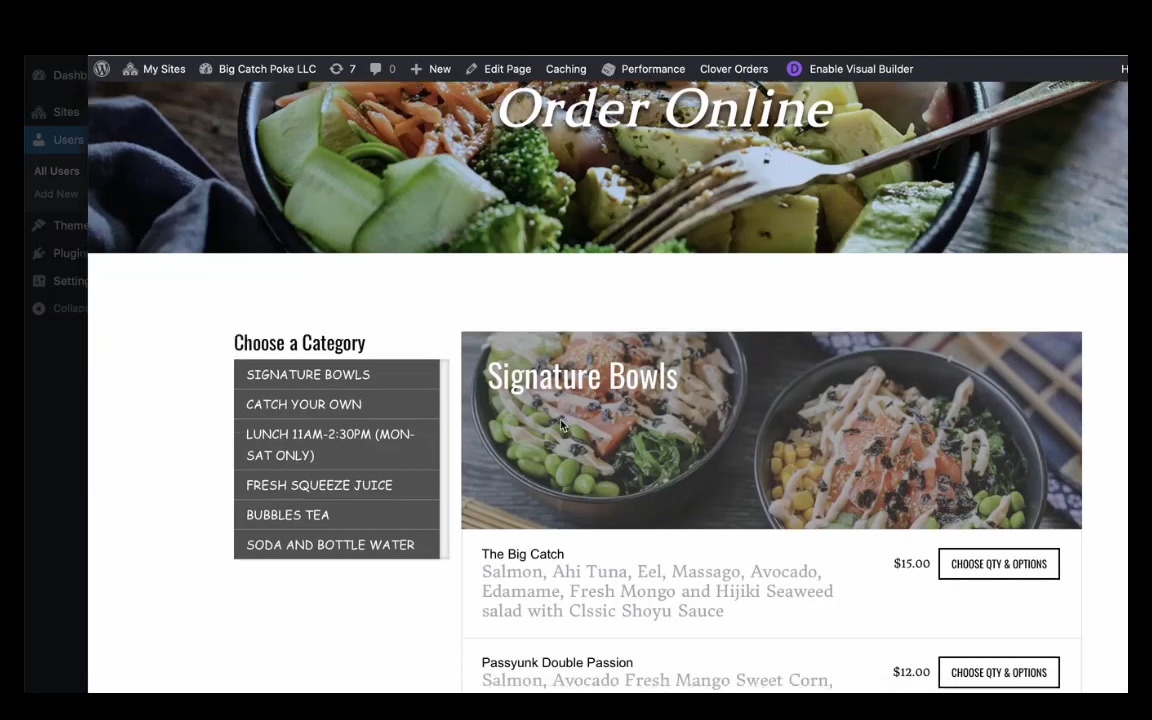 My Sites Big Catch Poke LLC 7 0 New Edit Page Caching Performance Clover Orders D Enable Visual Builder H
Dashb
Sites
Users
All Users
Add New
Theme
Plugin
Setting
Collaps
Order Online
Choose a Category
SIGNATURE BOWLS
CATCH YOUR OWN
LUNCH 11AM-2:30PM (MON-
SAT ONLY)
FRESH SQUEEZE JUICE
BUBBLES TEA
SODA AND BOTTLE WATER
Signature Bowls
The Big Catch
Salmon, Ahi Tuna, Eel, Massago, Avocado,
Edamame, Fresh Mongo and Hijiki Seaweed
salad with Clssic Shoyu Sauce
$15.00 CHOOSE QTY & OPTIONS
Passyunk Double Passion
Salmon, Avocado Fresh Mango Sweet Corn,
$12.00 CHOOSE QTY & OPTIONS